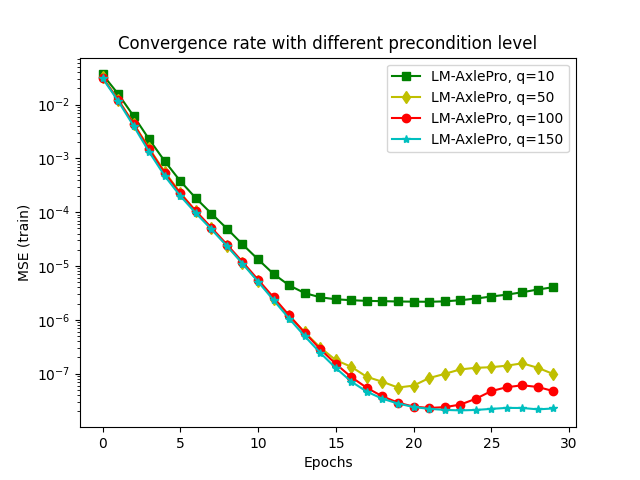 Convergence rate with different precondition level
LM-AxlePro, q=10
LM-AxlePro, q=50
LM-AxlePro, q=100
LM-AxlePro, q=150
MSE (train)
10⁻²
10⁻³
10⁻⁴
10⁻⁵
10⁻⁶
10⁻⁷
0 5 10 15 20 25 30
Epochs